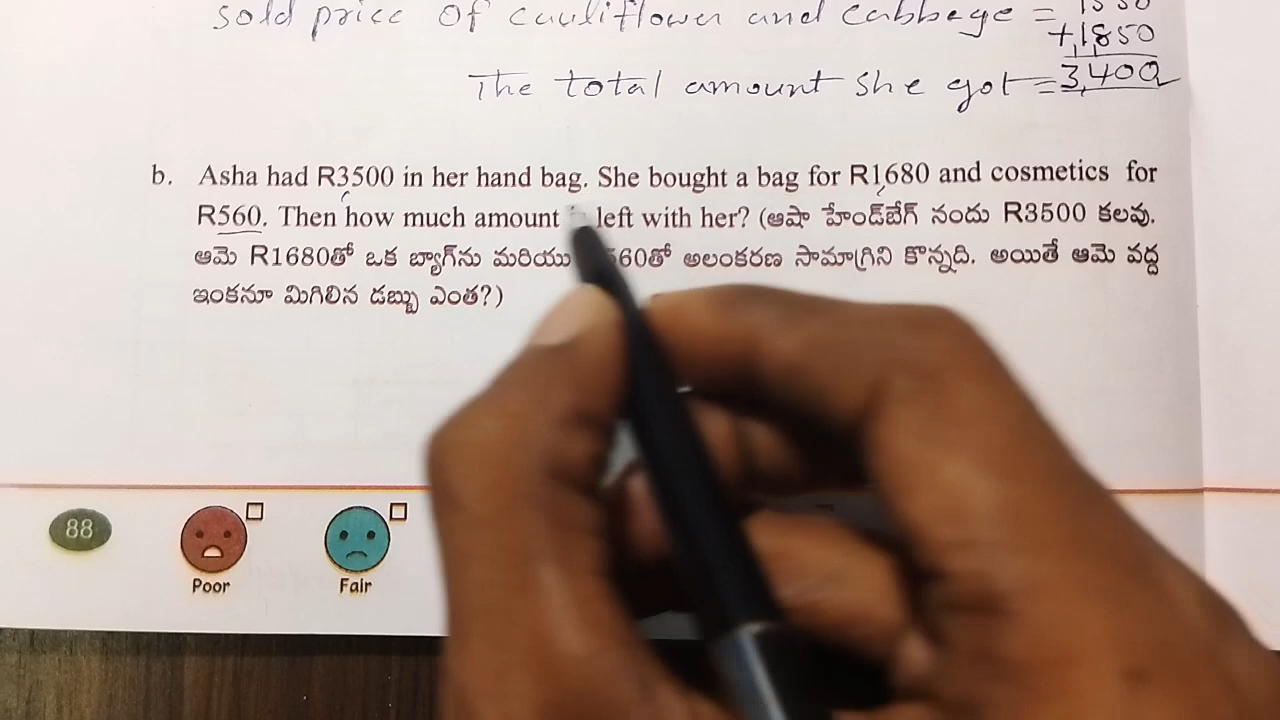 sold price of cauliflower and cabbage =
+1850
The total amount she got = 3,400
b. Asha had R3500 in her hand bag. She bought a bag for R1680 and cosmetics for
R560. Then how much amount left with her? (ఆషా హేండ్‌బేగ్ నందు R3500 కలవు.
ఆమె R1680తో ఒక బ్యాగ్‌ను మరియు 60తో అలంకరణ సామాగ్రిని కొన్నది. అయితే ఆమె వద్ద
ఇంకనూ మిగిలిన డబ్బు ఎంత?)
88
Poor
Fair